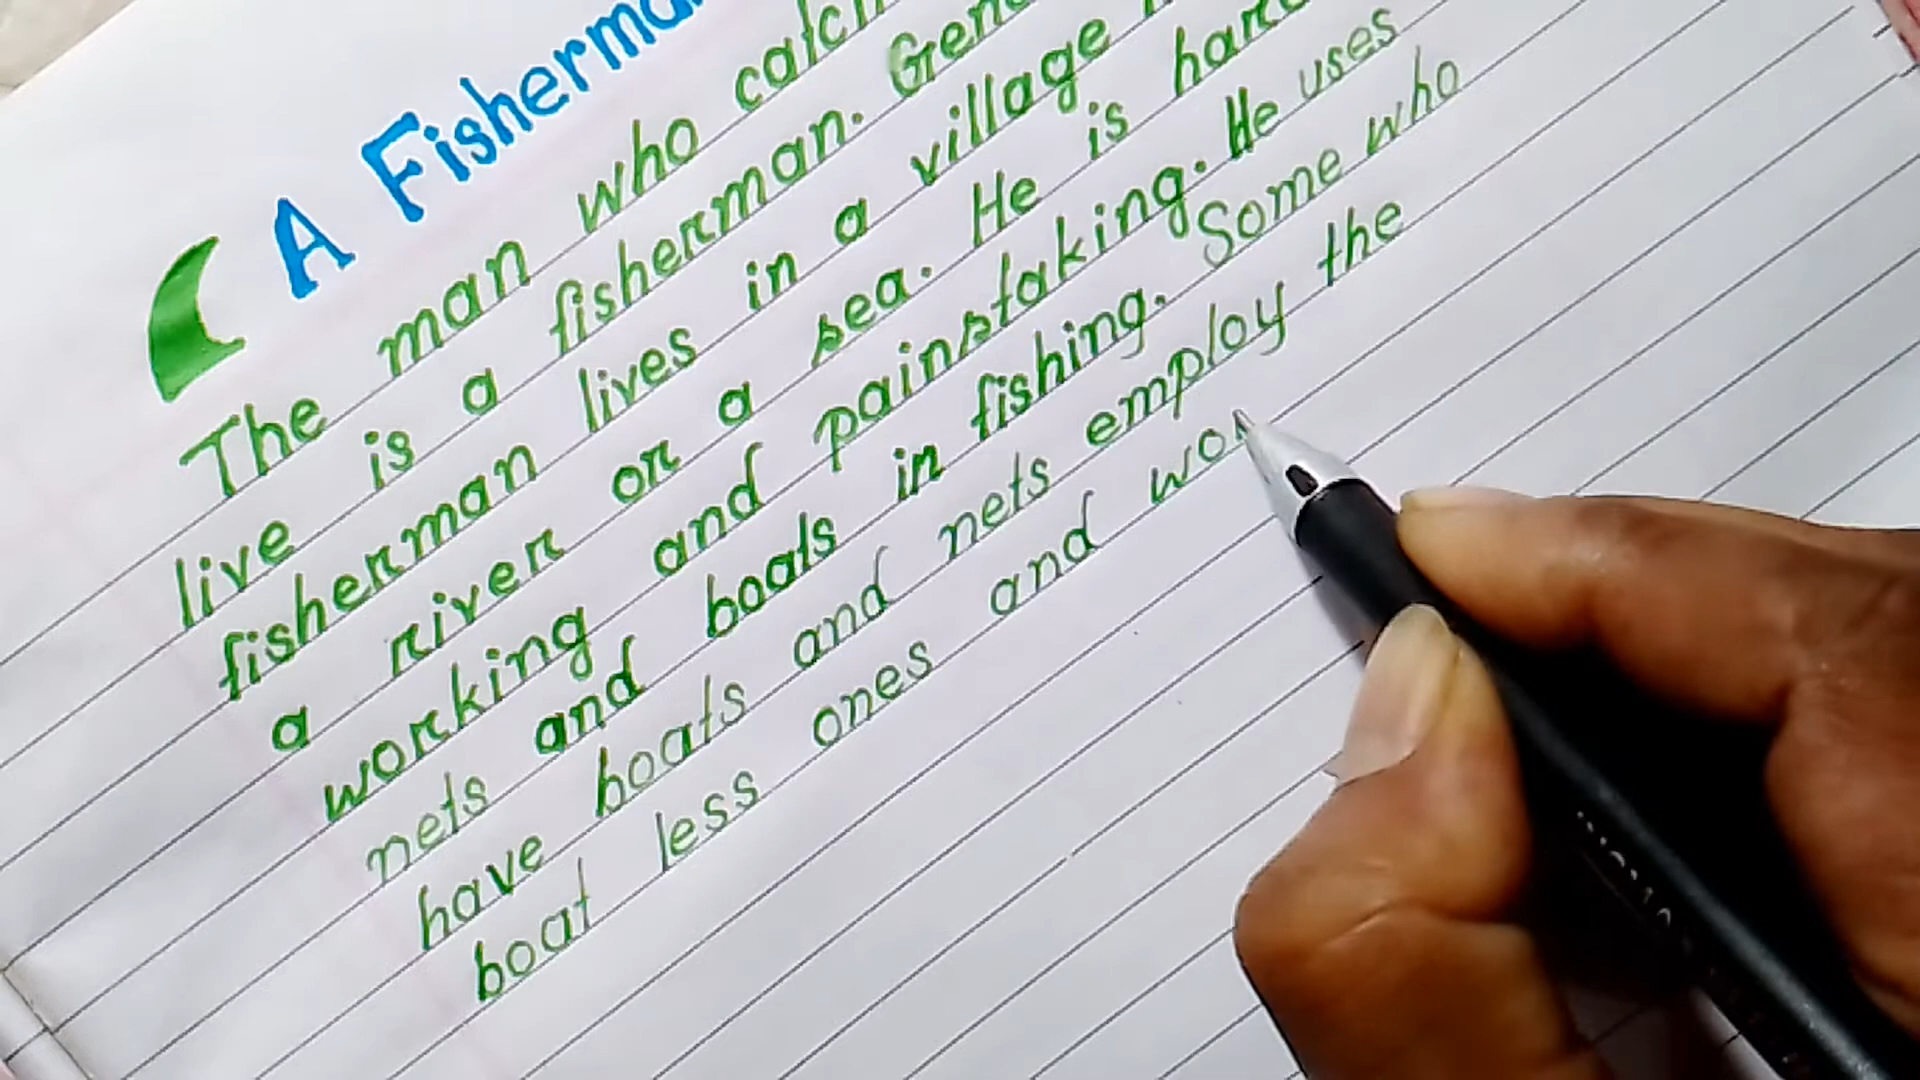 A Fisherma
The man who catch
live is a fisherman. Gene
fisherman lives in a village
a river or a sea. He is hard
working and painstaking. He uses
nets and boats in fishing. Some who
have boats and nets employ the
boat less ones and wor